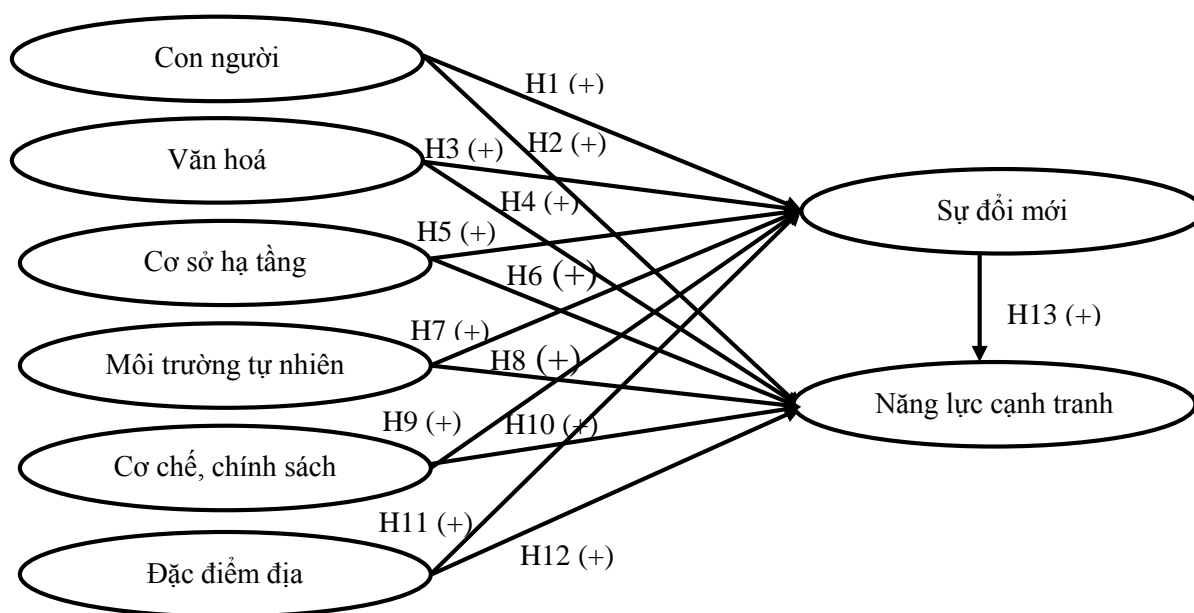 Con người
H1 (+)
H2 (+)
Văn hoá
H3 (+)
H4 (+)
Sự đổi mới
Cơ sở hạ tầng
H5 (+)
H6 (+)
H13 (+)
Môi trường tự nhiên
H7 (+)
H8 (+)
Năng lực cạnh tranh
Cơ chế, chính sách
H9 (+)
H10 (+)
Đặc điểm địa
H11 (+)
H12 (+)